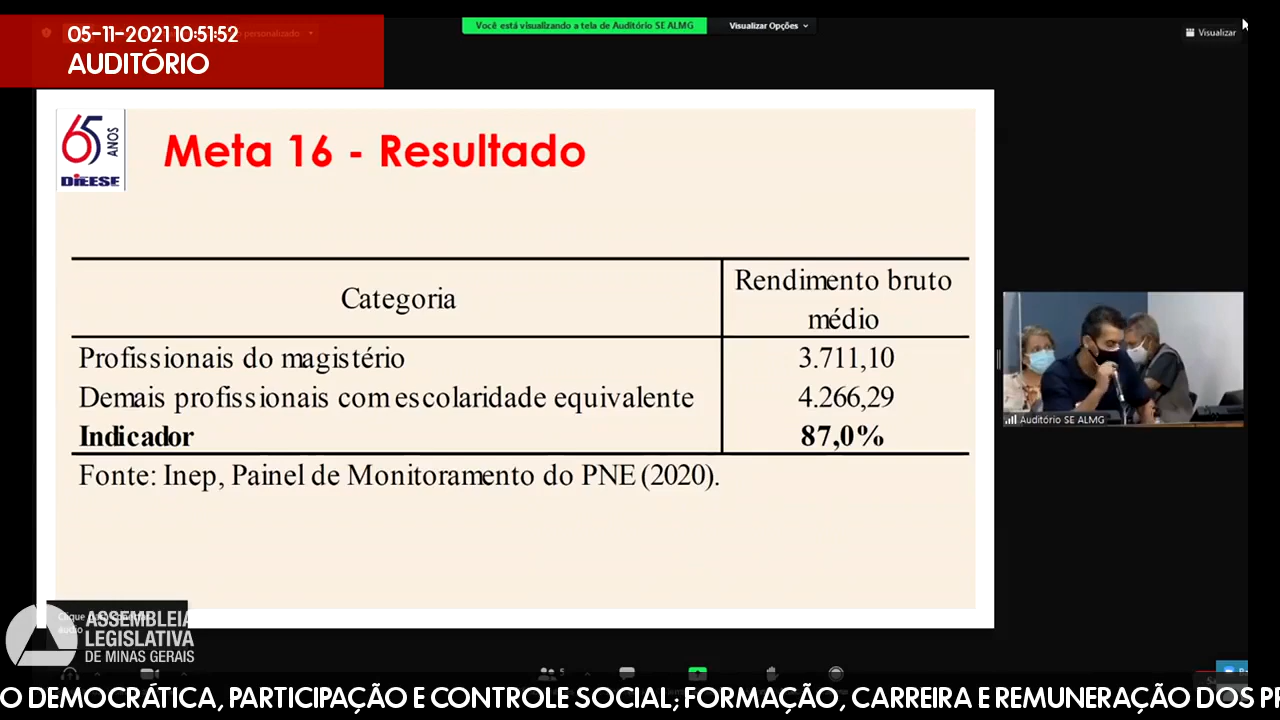 05-11-2021 10:51:52
personalizado
AUDITÓRIO
Você está visualizando a tela de Auditório SE ALMG
Visualizar Opções
Visualizar
65 ANOS
DIEESE
Meta 16 - Resultado
Categoria
Rendimento bruto
médio
Profissionais do magistério 3.711,10
Demais profissionais com escolaridade equivalente 4.266,29
Indicador 87,0%
Fonte: Inep, Painel de Monitoramento do PNE (2020).
Auditório SE ALMG
ASSEMBLEIA
LEGISLATIVA
DE MINAS GERAIS
O DEMOCRÁTICA, PARTICIPAÇÃO E CONTROLE SOCIAL; FORMAÇÃO, CARREIRA E REMUNERAÇÃO DOS